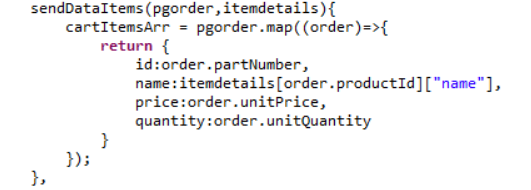 sendDataItems(pgorder,itemdetails){
cartItemsArr = pgorder.map((order)=>{
return {
id:order.partNumber,
name:itemdetails[order.productId]["name"],
price:order.unitPrice,
quantity:order.unitQuantity
}
});
},